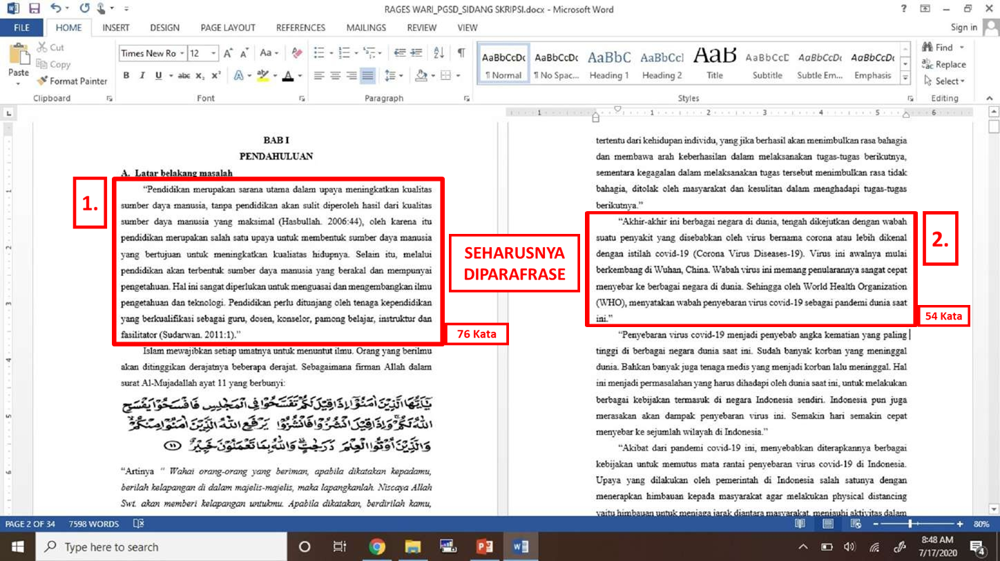 RAGES WARI_PGSD_SIDANG SKRIPSI.docx - Microsoft Word
FILE HOME INSERT DESIGN PAGE LAYOUT REFERENCES MAILINGS REVIEW VIEW Sign in
Cut
Copy
Format Painter
Paste
Clipboard
Times New Ro 12
Font
Paragraph
AaBbCcDc AaBbCcDc AaBbC AaBbCcI AaB AaBbCcD AaBbCcDt AaBbCcDt
¶ Normal ¶ No Spac... Heading 1 Heading 2 Title Subtitle Subtle Em... Emphasis
Styles
Find
Replace
Select
Editing
BAB I
PENDAHULUAN
A. Latar belakang masalah
1.
“Pendidikan merupakan sarana utama dalam upaya meningkatkan kualitas
sumber daya manusia, tanpa pendidikan akan sulit diperoleh hasil dari kualitas
sumber daya manusia yang maksimal (Hasbullah. 2006:44), oleh karena itu
pendidikan merupakan salah satu upaya untuk membentuk sumber daya manusia
yang bertujuan untuk meningkatkan kualiatas hidupnya. Selain itu, melalui
pendidikan akan terbentuk sumber daya manusia yang berakal dan mempunyai
pengetahuan. Hal ini sangat diperlukan untuk menguasai dan mengembangkan ilmu
pengetahuan dan teknologi. Pendidikan perlu ditunjang oleh tenaga kependidikan
yang berkualifikasi sebagai guru, dosen, konselor, pamong belajar, instruktur dan
fasilitator (Sudarwan. 2011:1).”
76 Kata
Islam mewajibkan setiap umatnya untuk menuntut ilmu. Orang yang berilmu
akan ditinggikan derajatnya beberapa derajat. Sebagaimana firman Allah dalam
surat Al-Mujadallah ayat 11 yang berbunyi:
يَٰٓأَيُّهَا ٱلَّذِينَ ءَامَنُوٓا۟ إِذَا قِيلَ لَكُمْ تَفَسَّحُوا۟ فِى ٱلْمَجَٰلِسِ فَٱفْسَحُوا۟ يَفْسَحِ
ٱللَّهُ لَكُمْ ۖ وَإِذَا قِيلَ ٱنشُزُوا۟ فَٱنشُزُوا۟ يَرْفَعِ ٱللَّهُ ٱلَّذِينَ ءَامَنُوا۟ مِنكُمْ
وَٱلَّذِينَ أُوتُوا۟ ٱلْعِلْمَ دَرَجَٰتٍ ۚ وَٱللَّهُ بِمَا تَعْمَلُونَ خَبِيرٌ ١١
“Artinya “ Wahai orang-orang yang beriman, apabila dikatakan kepadamu,
berilah kelapangan di dalam majelis-majelis, maka lapangkanlah. Niscaya Allah
Swt. akan memberi kelapangan untukmu. Apabila dikatakan, berdirilah kamu,
SEHARUSNYA
DIPARAFRASE
tertentu dari kehidupan individu, yang jika berhasil akan menimbulkan rasa bahagia
dan membawa arah keberhasilan dalam melaksanakan tugas-tugas berikutnya,
sementara kegagalan dalam melaksanakan tugas tersebut menimbulkan rasa tidak
bahagia, ditolak oleh masyarakat dan kesulitan dalam menghadapi tugas-tugas
berikutnya.”
2.
“Akhir-akhir ini berbagai negara di dunia, tengah dikejutkan dengan wabah
suatu penyakit yang disebabkan oleh virus bernama corona atau lebih dikenal
dengan istilah covid-19 (Corona Virus Diseases-19). Virus ini awalnya mulai
berkembang di Wuhan, China. Wabah virus ini memang penularannya sangat cepat
menyebar ke berbagai negara di dunia. Sehingga oleh World Health Organization
(WHO), menyatakan wabah penyebaran virus covid-19 sebagai pandemi dunia saat
ini.”
54 Kata
“Penyebaran virus covid-19 menjadi penyebab angka kematian yang paling
tinggi di berbagai negara dunia saat ini. Sudah banyak korban yang meninggal
dunia. Bahkan banyak juga tenaga medis yang menjadi korban lalu meninggal. Hal
ini menjadi permasalahan yang harus dihadapi oleh dunia saat ini, untuk melakukan
berbagai kebijakan termasuk di negara Indonesia sendiri. Indonesia pun juga
merasakan akan dampak penyebaran virus ini. Semakin hari semakin cepat
menyebar ke sejumlah wilayah di Indonesia.”
“Akibat dari pandemi covid-19 ini, menyebabkan diterapkannya berbagai
kebijakan untuk memutus mata rantai penyebaran virus covid-19 di Indonesia.
Upaya yang dilakukan oleh pemerintah di Indonesia salah satunya dengan
menerapkan himbauan kepada masyarakat agar melakukan physical distancing
yaitu himbauan untuk menjaga jarak diantara masyarakat, menjauhi aktivitas dalam
PAGE 2 OF 34 7598 WORDS 80%
Type here to search
8:48 AM
7/17/2020
4